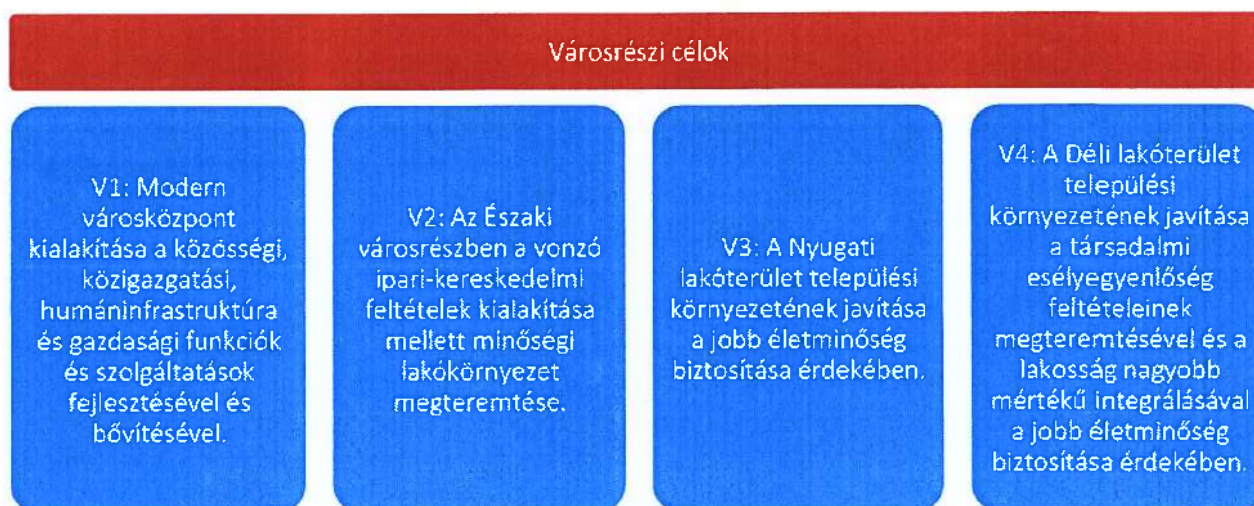 Városrészi célok
V1: Modern
városközpont
kialakítása a közösségi,
közigazgatási,
humáninfrastruktúra
és gazdasági funkciók
és szolgáltatások
fejlesztésével és
bővítésével.
V2: Az Északi
városrészben a vonzó
ipari-kereskedelmi
feltételek kialakítása
mellett minőségi
lakókörnyezet
megteremtése.
V3: A Nyugati
lakóterület települési
környezetének javítása
a jobb életminőség
biztosítása érdekében.
V4: A Déli lakóterület
települési
környezetének javítása
a társadalmi
esélyegyenlőség
feltételeinek
megteremtésével és a
lakosság nagyobb
mértékű integrálásával
a jobb életminőség
biztosítása érdekében.